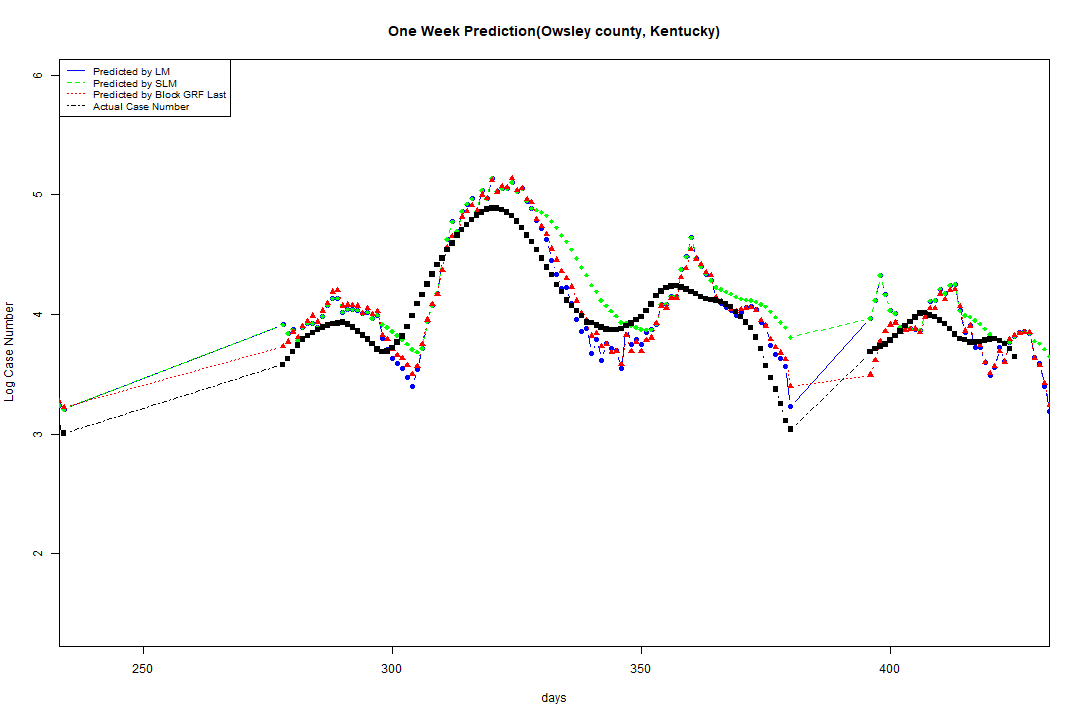 One Week Prediction(Owsley county, Kentucky)
Predicted by LM
Predicted by SLM
Predicted by Block GRF Last
Actual Case Number
6
5
4
3
2
Log Case Number
250 300 350 400
days